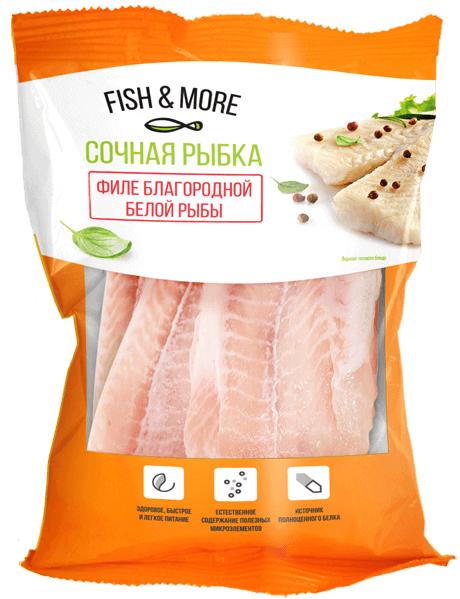 FISH & MORE
СОЧНАЯ РЫБКА
ФИЛЕ БЛАГОРОДНОЙ
БЕЛОЙ РЫБЫ
Вариант готового блюда
ЗДОРОВОЕ, БЫСТРОЕ
И ЛЕГКОЕ ПИТАНИЕ
ЕСТЕСТВЕННОЕ
СОДЕРЖАНИЕ ПОЛЕЗНЫХ
МИКРОЭЛЕМЕНТОВ
ИСТОЧНИК
ПОЛНОЦЕННОГО БЕЛКА